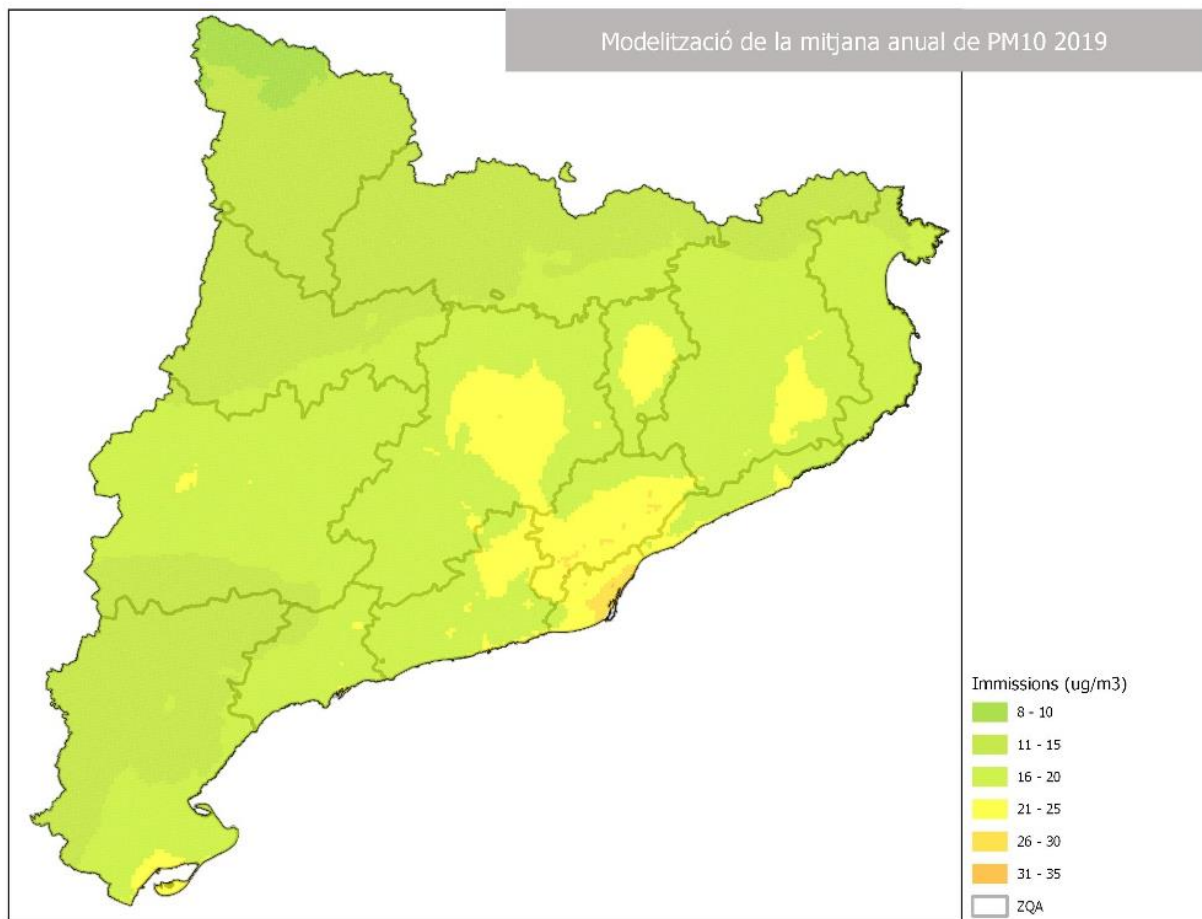 Modelització de la mitjana anual de PM10 2019
Immissions (ug/m3)
8 - 10
11 - 15
16 - 20
21 - 25
26 - 30
31 - 35
ZQA